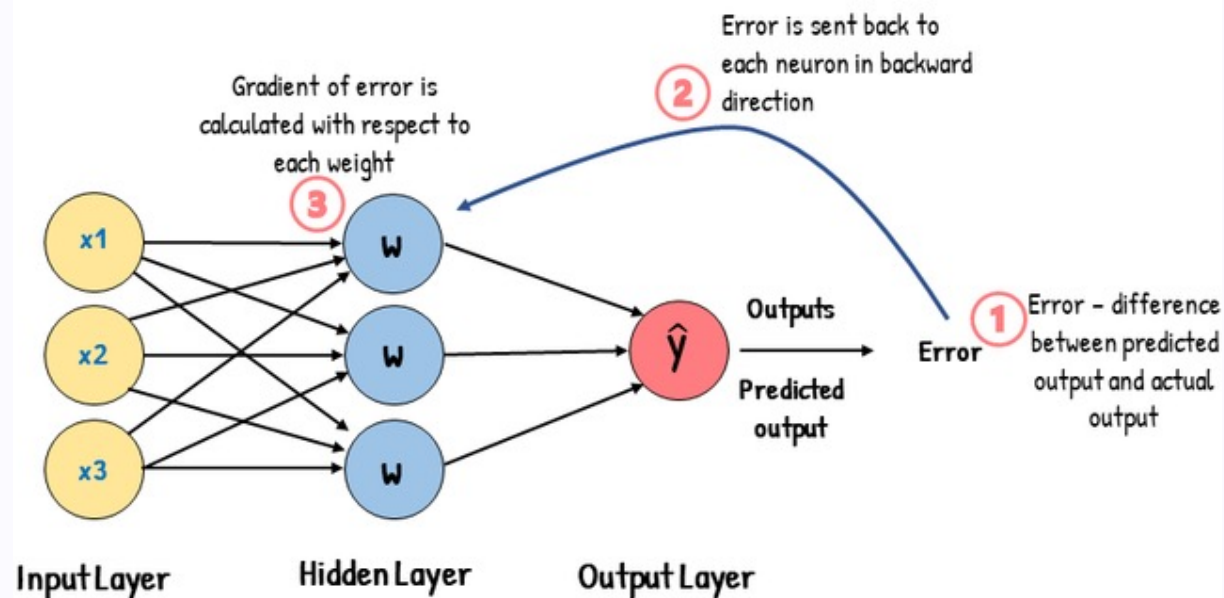 Error is sent back to
each neuron in backward
direction
2
Gradient of error is
calculated with respect to
each weight
3
x1
w
x2
w
x3
w
ŷ
Outputs
Predicted
output
Error
1
Error - difference
between predicted
output and actual
output
Input Layer
Hidden Layer
Output Layer